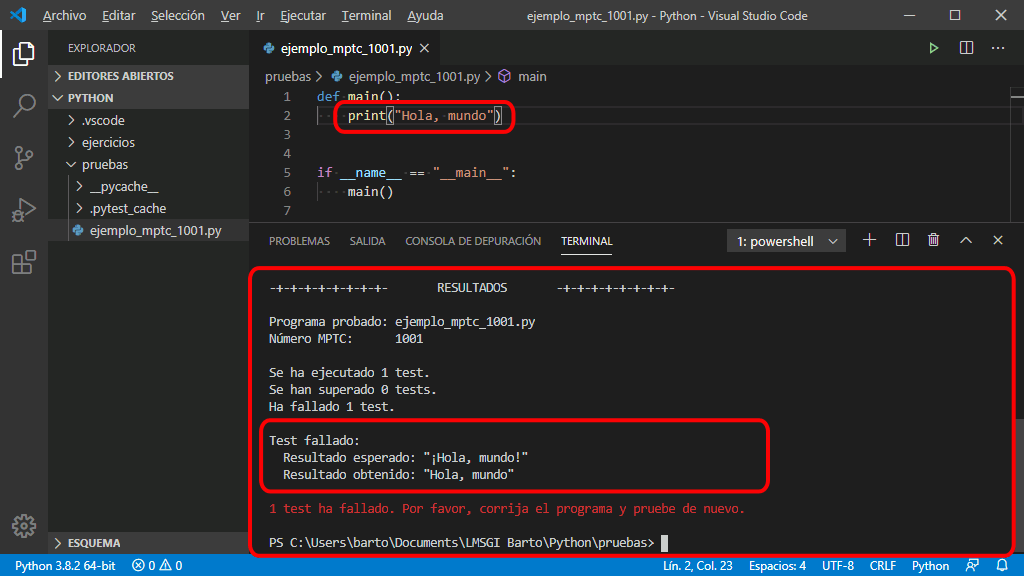 Archivo Editar Selección Ver Ir Ejecutar Terminal Ayuda ejemplo_mptc_1001.py - Python - Visual Studio Code
EXPLORADOR
EDITORES ABIERTOS
PYTHON
.vscode
ejercicios
pruebas
__pycache__
.pytest_cache
ejemplo_mptc_1001.py
ESQUEMA
ejemplo_mptc_1001.py
pruebas > ejemplo_mptc_1001.py > main
1 def main():
2 print("Hola, mundo")
3
4
5 if __name__ == "__main__":
6 main()
7
PROBLEMAS SALIDA CONSOLA DE DEPURACIÓN TERMINAL 1: powershell
-+-+-+-+-+-+-+-+- RESULTADOS -+-+-+-+-+-+-+-+-
Programa probado: ejemplo_mptc_1001.py
Número MPTC: 1001
Se ha ejecutado 1 test.
Se han superado 0 tests.
Ha fallado 1 test.
Test fallado:
Resultado esperado: "¡Hola, mundo!"
Resultado obtenido: "Hola, mundo"
1 test ha fallado. Por favor, corrija el programa y pruebe de nuevo.
PS C:\Users\barto\Documents\LMSGI Barto\Python\pruebas>
Python 3.8.2 64-bit 0 0 Lín. 2, Col. 23 Espacios: 4 UTF-8 CRLF Python